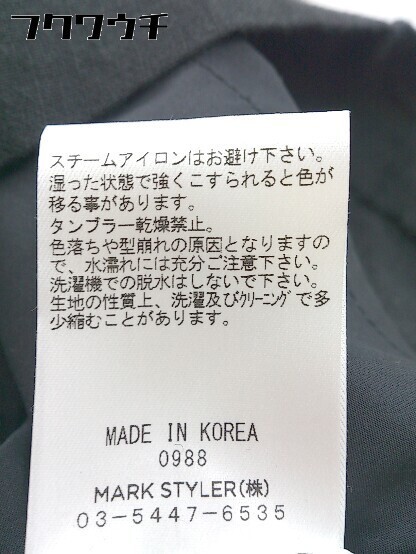 フクワウチ
スチームアイロンはお避け下さい。
湿った状態で強くこすられると色が
移る事があります。
タンブラー乾燥禁止。
色落ちや型崩れの原因となりますの
で、水濡れには充分ご注意下さい。
洗濯機での脱水はしないで下さい。
生地の性質上、洗濯及びｸﾘｰﾆﾝｸﾞで多
少縮むことがあります。
MADE IN KOREA
0988
MARK STYLER(株)
03-5447-6535